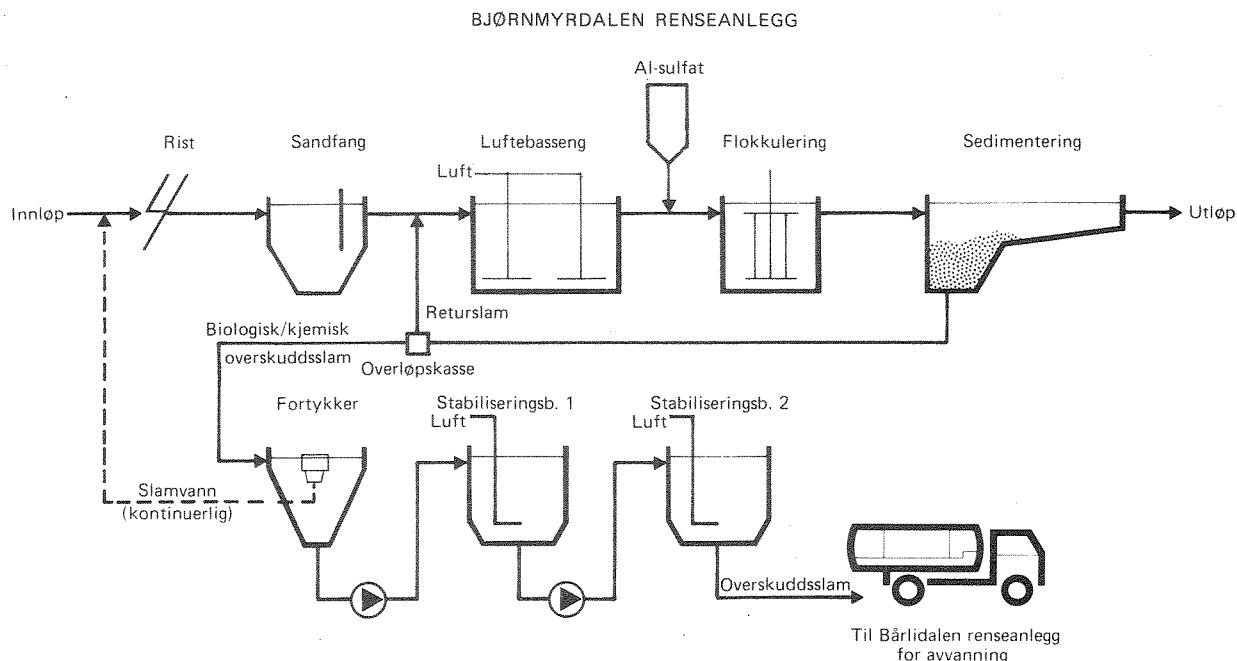 BJØRNMYRDALEN RENSEANLEGG
Al-sulfat
Rist
Sandfang
Luftebasseng
Flokkulering
Sedimentering
Luft
Innløp
Utløp
Returslam
Biologisk/kjemisk
overskuddsslam
Overløpskasse
Fortykker
Stabiliseringsb. 1
Stabiliseringsb. 2
Luft
Luft
Slamvann
(kontinuerlig)
Overskuddsslam
Til Bårlidalen renseanlegg
for avvanning